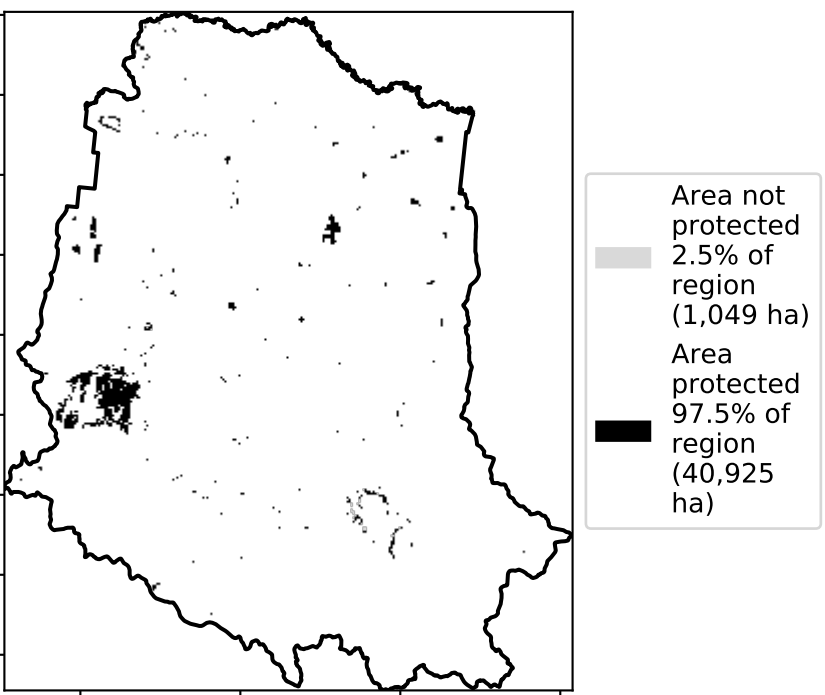 Area not
protected
2.5% of
region
(1,049 ha)
Area
protected
97.5% of
region
(40,925
ha)